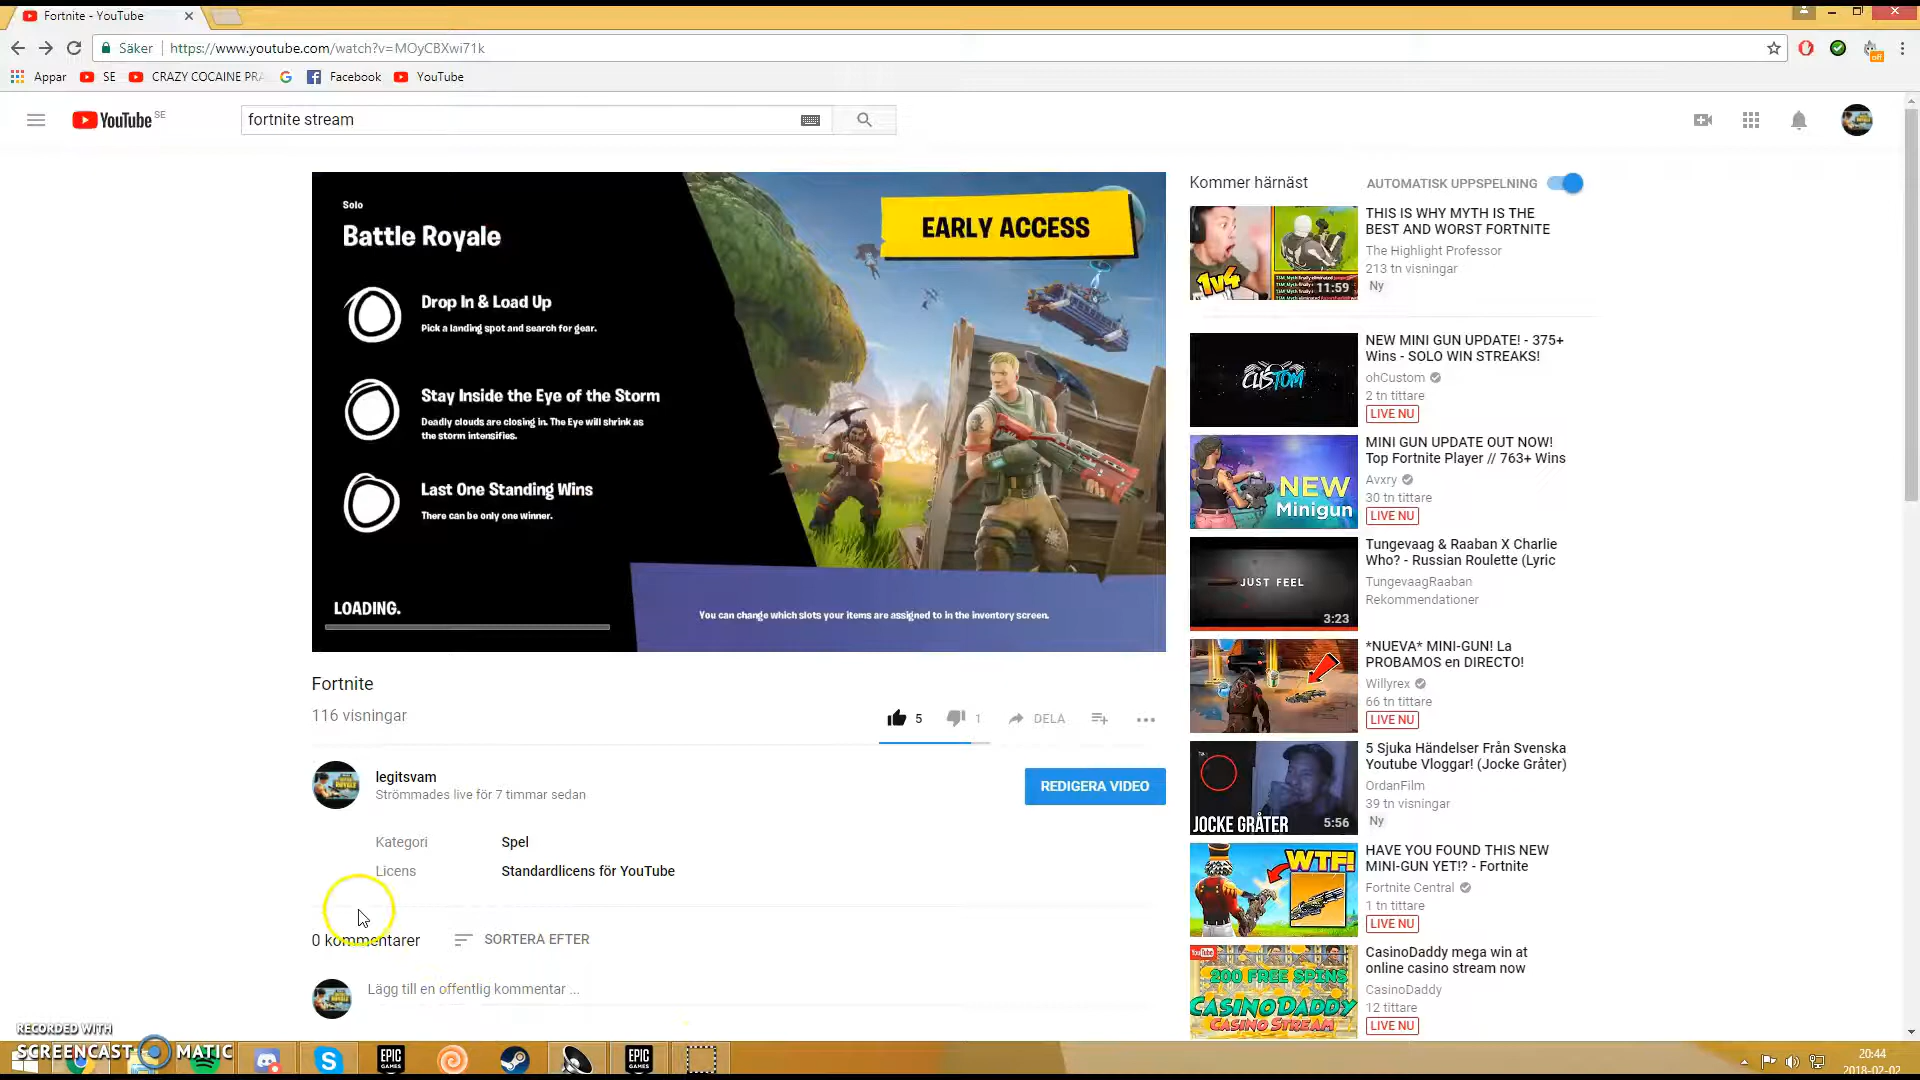 Fortnite - YouTube
Säker
https://www.youtube.com/watch?v=MOyCBXwi71k
Appar
SE
CRAZY COCAINE PRA
Facebook
YouTube
YouTube SE
fortnite stream
Solo
Battle Royale
Drop In & Load Up
Pick a landing spot and search for gear.
Stay Inside the Eye of the Storm
Deadly clouds are closing in. The Eye will shrink as
the storm intensifies.
Last One Standing Wins
There can be only one winner.
LOADING.
EARLY ACCESS
You can change which slots your items are assigned to in the inventory screen.
Fortnite
116 visningar
5
1
DELA
legitsvam
Strömmades live för 7 timmar sedan
REDIGERA VIDEO
Kategori
Spel
Licens
Standardlicens för YouTube
0 kommentarer
SORTERA EFTER
Lägg till en offentlig kommentar ...
Kommer härnäst
AUTOMATISK UPPSPELNING
1v4
11:59
THIS IS WHY MYTH IS THE
BEST AND WORST FORTNITE
The Highlight Professor
213 tn visningar
Ny
CUSTOM
NEW MINI GUN UPDATE! - 375+
Wins - SOLO WIN STREAKS!
ohCustom
2 tn tittare
LIVE NU
NEW
Minigun
MINI GUN UPDATE OUT NOW!
Top Fortnite Player // 763+ Wins
Avxry
30 tn tittare
LIVE NU
JUST FEEL
3:23
Tungevaag & Raaban X Charlie
Who? - Russian Roulette (Lyric
TungevaagRaaban
Rekommendationer
*NUEVA* MINI-GUN! La
PROBAMOS en DIRECTO!
Willyrex
66 tn tittare
LIVE NU
JOCKE GRÅTER
5:56
5 Sjuka Händelser Från Svenska
Youtube Vloggar! (Jocke Gråter)
OrdanFilm
39 tn visningar
Ny
WTF!
HAVE YOU FOUND THIS NEW
MINI-GUN YET!? - Fortnite
Fortnite Central
1 tn tittare
LIVE NU
YouTube
200 FREE SPINS
CASINODADDY
CASINO STREAM
CasinoDaddy mega win at
online casino stream now
CasinoDaddy
12 tittare
LIVE NU
RECORDED WITH
SCREENCAST MATIC
EPIC
GAMES
EPIC
GAMES
off
20:44
2018-02-02